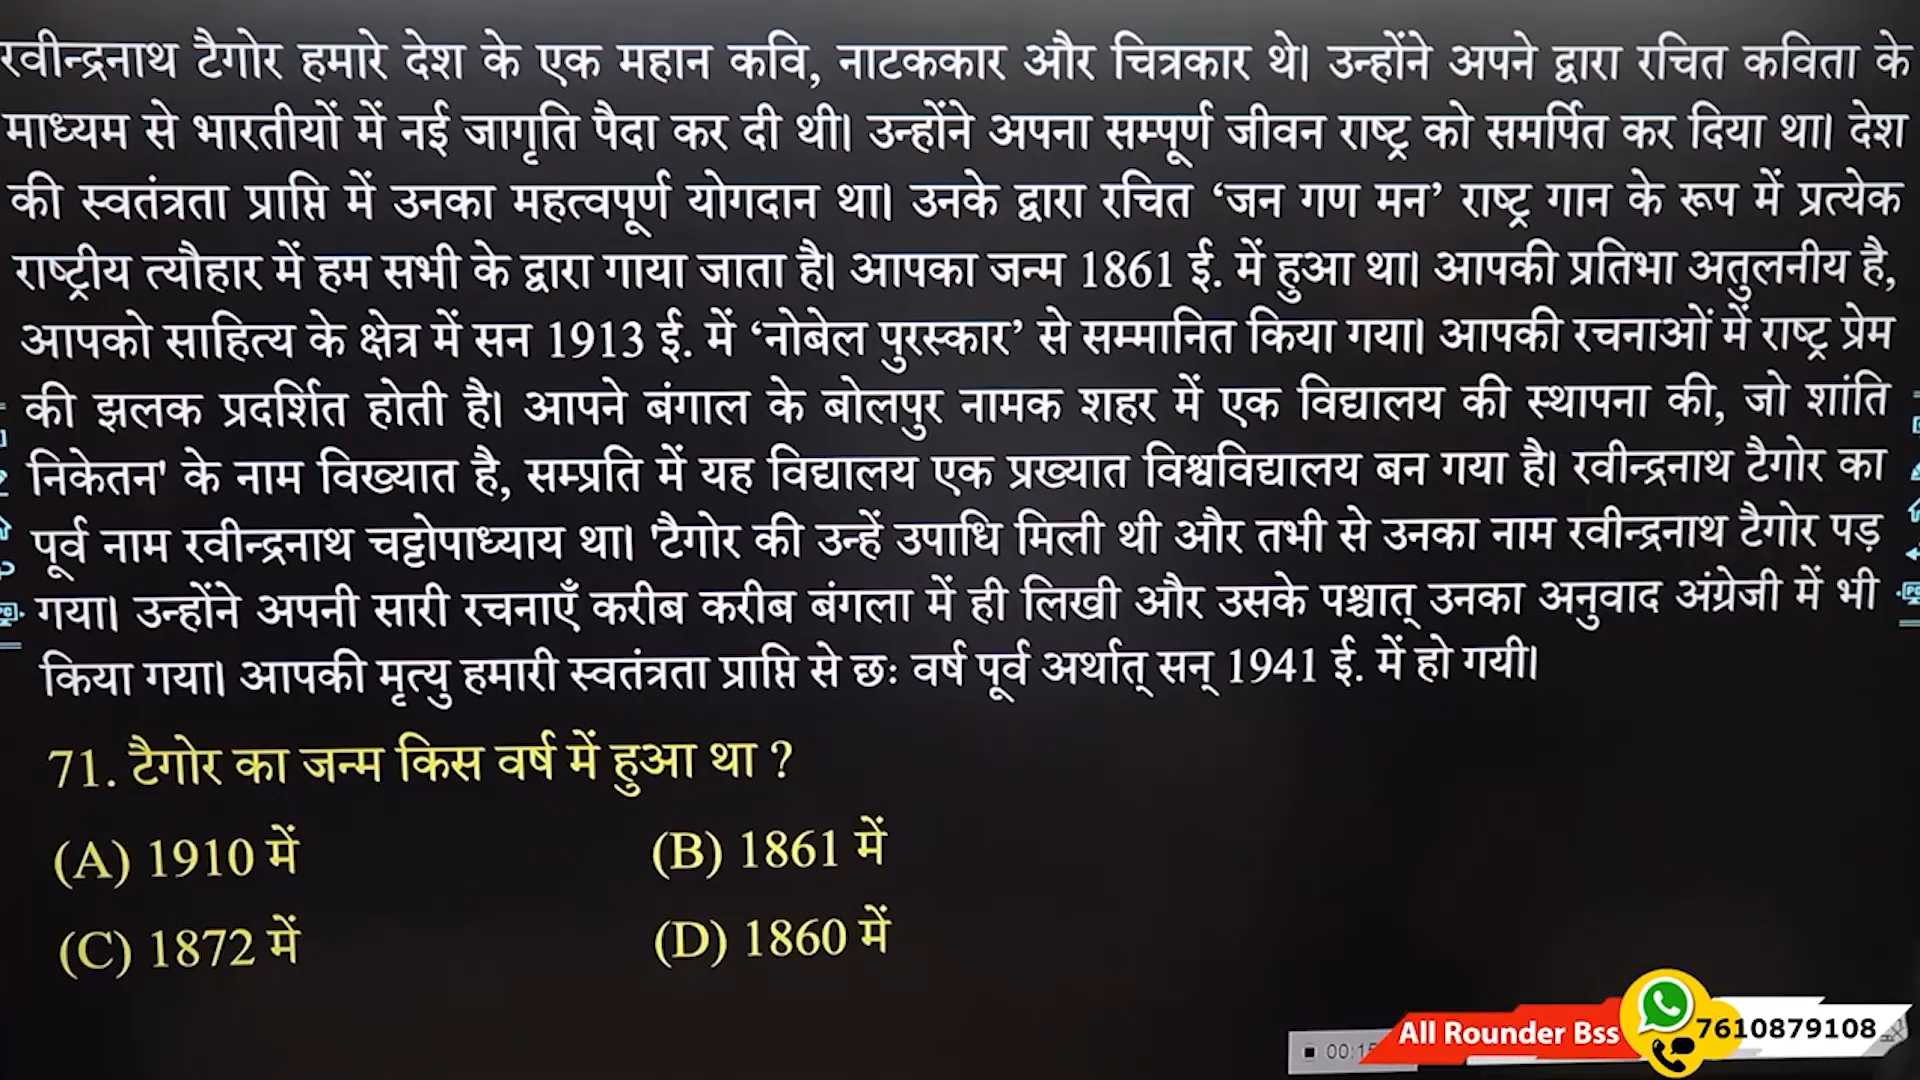 रवीन्द्रनाथ टैगोर हमारे देश के एक महान कवि, नाटककार और चित्रकार थे। उन्होंने अपने द्वारा रचित कविता के
माध्यम से भारतीयों में नई जागृति पैदा कर दी थी। उन्होंने अपना सम्पूर्ण जीवन राष्ट्र को समर्पित कर दिया था। देश
की स्वतंत्रता प्राप्ति में उनका महत्वपूर्ण योगदान था। उनके द्वारा रचित ‘जन गण मन’ राष्ट्र गान के रूप में प्रत्येक
राष्ट्रीय त्यौहार में हम सभी के द्वारा गाया जाता है। आपका जन्म 1861 ई. में हुआ था। आपकी प्रतिभा अतुलनीय है,
आपको साहित्य के क्षेत्र में सन 1913 ई. में ‘नोबेल पुरस्कार’ से सम्मानित किया गया। आपकी रचनाओं में राष्ट्र प्रेम
की झलक प्रदर्शित होती है। आपने बंगाल के बोलपुर नामक शहर में एक विद्यालय की स्थापना की, जो शांति
निकेतन' के नाम विख्यात है, सम्प्रति में यह विद्यालय एक प्रख्यात विश्वविद्यालय बन गया है। रवीन्द्रनाथ टैगोर का
पूर्व नाम रवीन्द्रनाथ चट्टोपाध्याय था। 'टैगोर की उन्हें उपाधि मिली थी और तभी से उनका नाम रवीन्द्रनाथ टैगोर पड़
गया। उन्होंने अपनी सारी रचनाएँ करीब करीब बंगला में ही लिखी और उसके पश्चात् उनका अनुवाद अंग्रेजी में भी
किया गया। आपकी मृत्यु हमारी स्वतंत्रता प्राप्ति से छः वर्ष पूर्व अर्थात् सन् 1941 ई. में हो गयी।
71. टैगोर का जन्म किस वर्ष में हुआ था ?
(A) 1910 में (B) 1861 में
(C) 1872 में (D) 1860 में
All Rounder Bss 7610879108